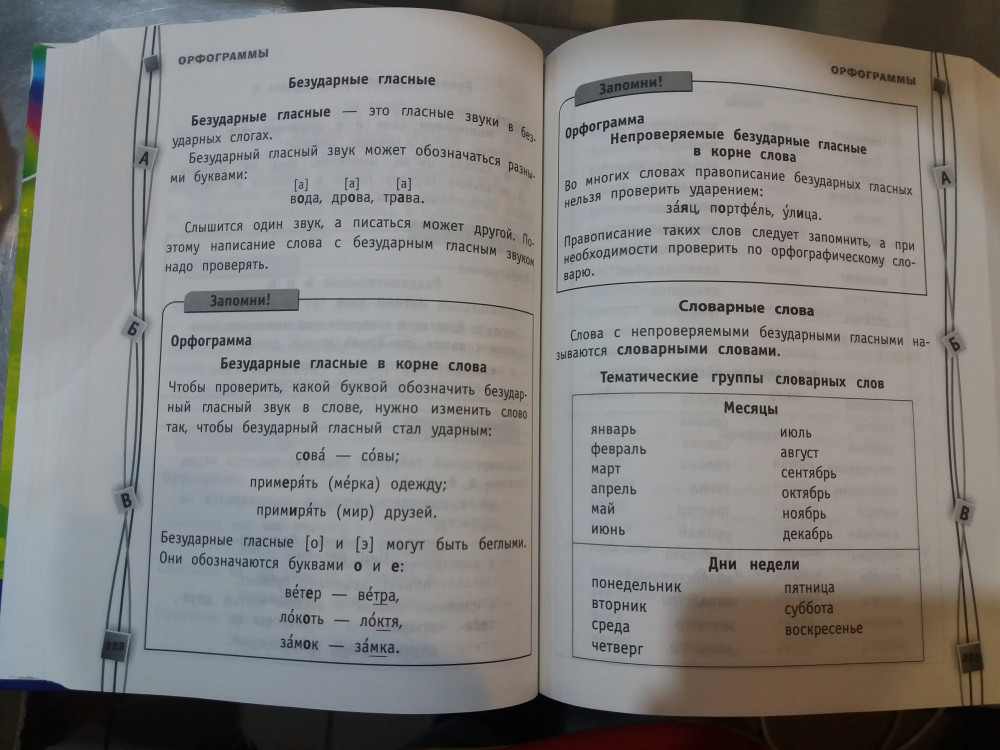 ОРФОГРАММЫ
Безударные гласные
Безударные гласные — это гласные звуки в без-
ударных слогах.
Безударный гласный звук может обозначаться разны-
ми буквами:
[а] [а] [а]
вода, дрова, трава.
Слышится один звук, а писаться может другой. По-
этому написание слова с безударным гласным звуком
надо проверять.
Запомни!
Орфограмма
Безударные гласные в корне слова
Чтобы проверить, какой буквой обозначить безудар-
ный гласный звук в слове, нужно изменить слово
так, чтобы безударный гласный стал ударным:
сова́ — со́вы;
примеря́ть (ме́рка) одежду;
примиря́ть (мир) друзей.
Безударные гласные [о] и [э] могут быть беглыми.
Они обозначаются буквами о и е:
ве́тер — ве́тра,
ло́коть — ло́ктя,
за́мок — за́мка.
А
Б
В
222
ОРФОГРАММЫ
Запомни!
Орфограмма
Непроверяемые безударные гласные
в корне слова
Во многих словах правописание безударных гласных
нельзя проверить ударением:
за́яц, портфе́ль, у́лица.
Правописание таких слов следует запомнить, а при
необходимости проверить по орфографическому сло-
варю.
Словарные слова
Слова с непроверяемыми безударными гласными на-
зываются словарными словами.
Тематические группы словарных слов
Месяцы
январь июль
февраль август
март сентябрь
апрель октябрь
май ноябрь
июнь декабрь
Дни недели
понедельник пятница
вторник суббота
среда воскресенье
четверг
А
Б
В